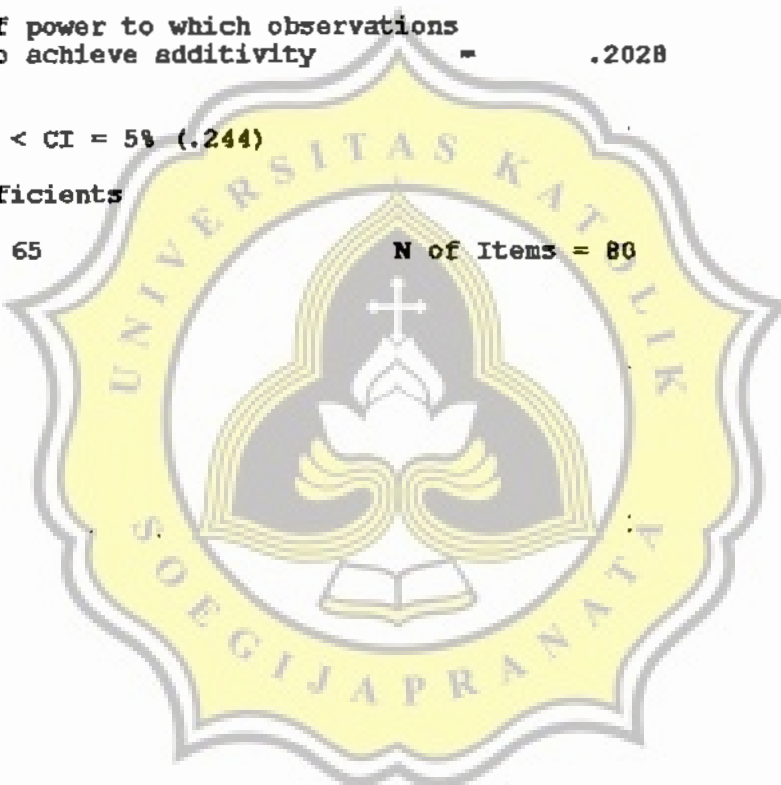 f power to which observations
o achieve additivity = .2028
< CI = 5% (.244)
ficients
65 N of Items = 80
UNIVERSITAS KATOLIK
SOEGIJAPRANATA